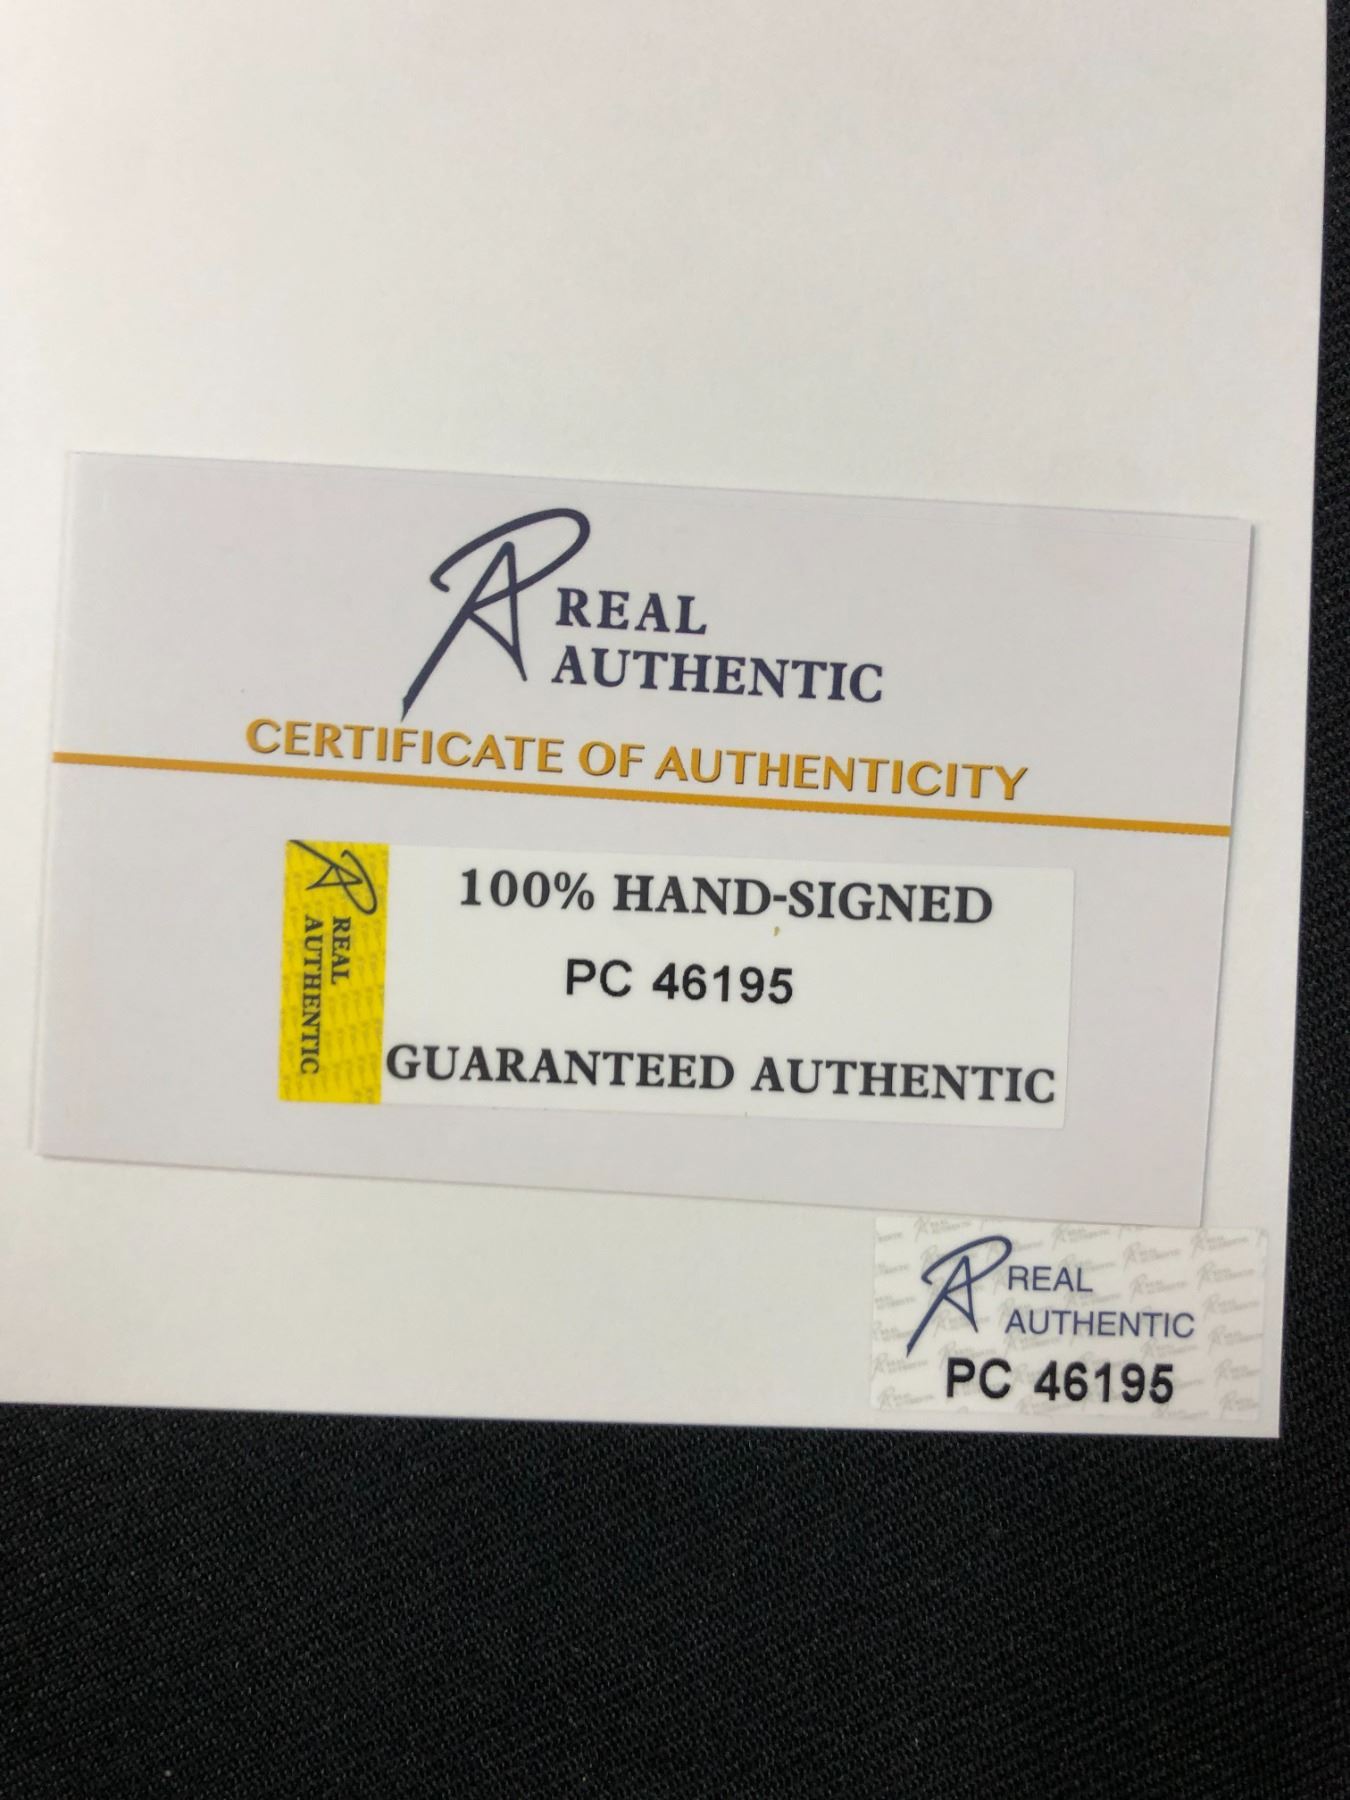 REAL
AUTHENTIC
CERTIFICATE OF AUTHENTICITY
REAL
AUTHENTIC
100% HAND-SIGNED
PC 46195
GUARANTEED AUTHENTIC
REAL
AUTHENTIC
PC 46195